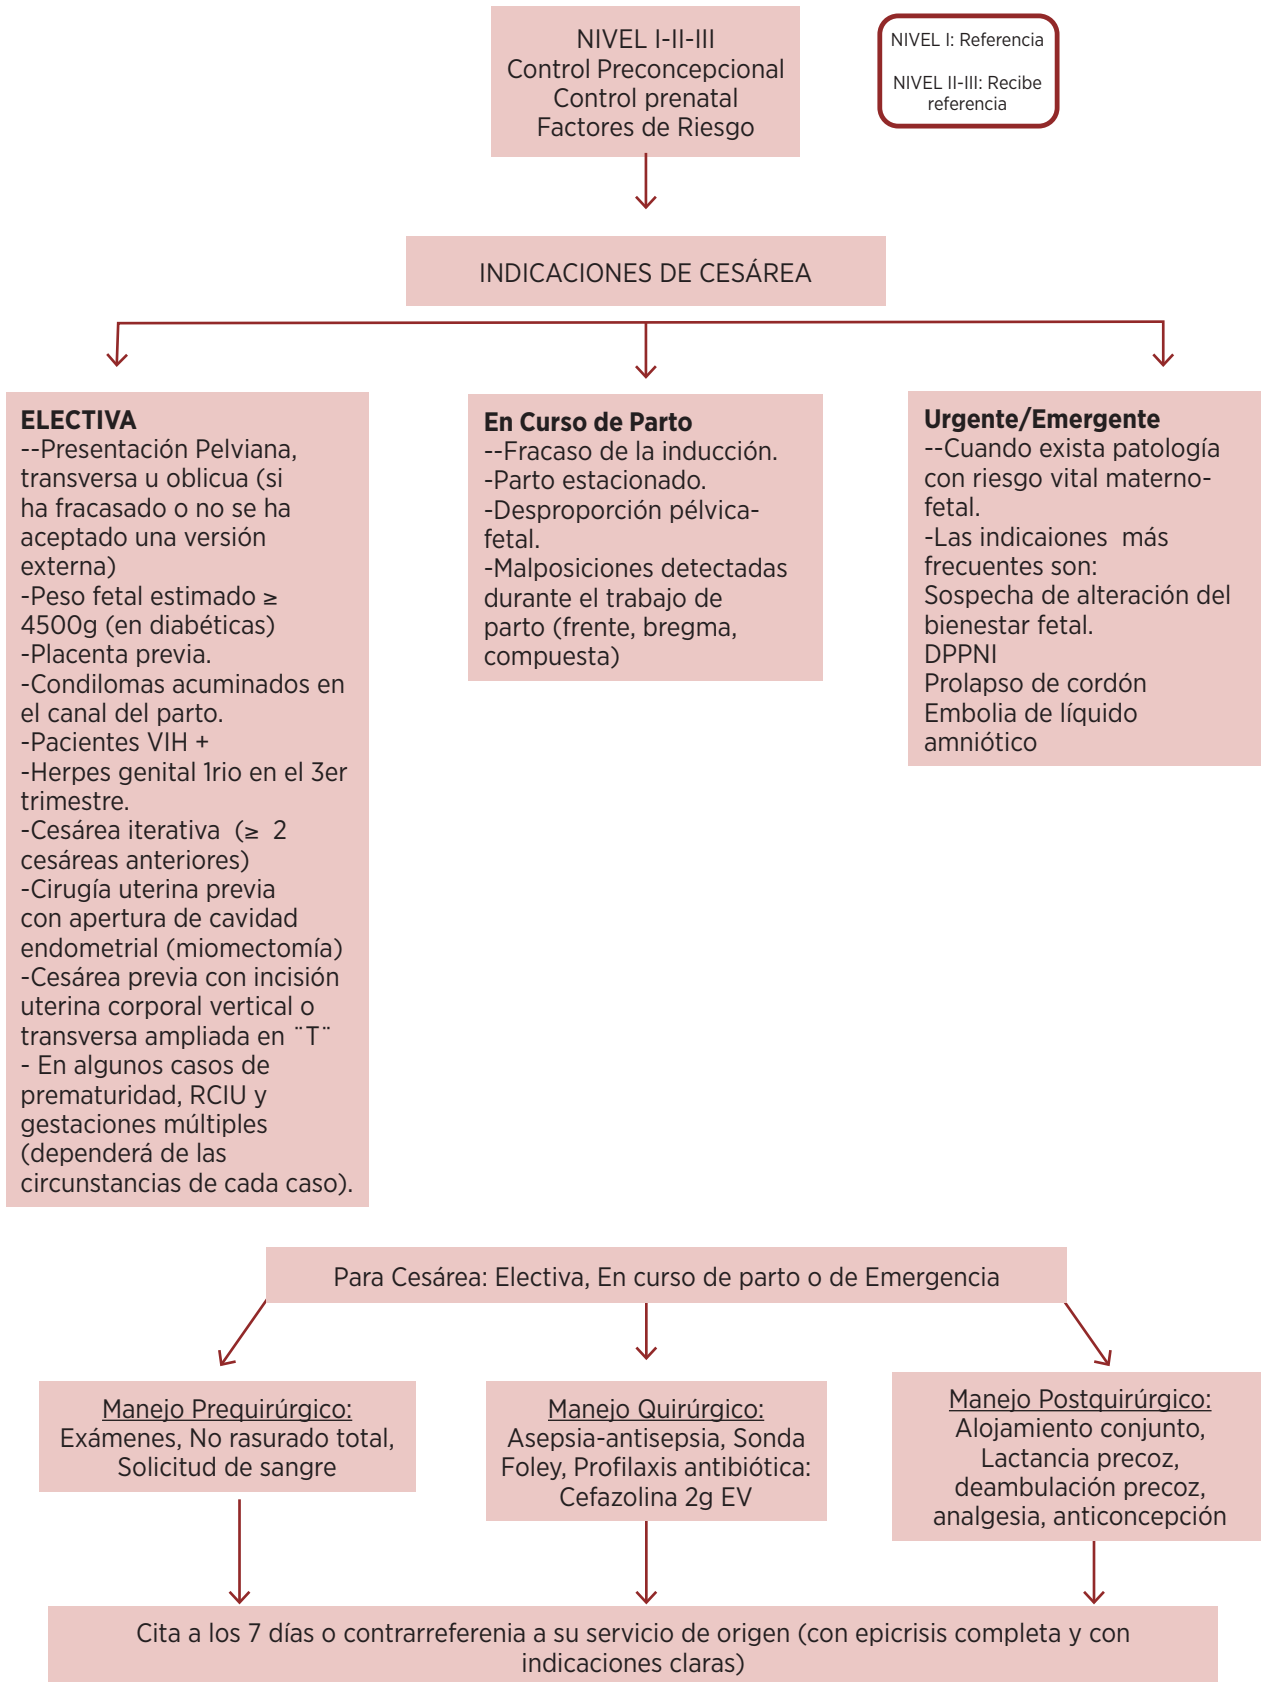 NIVEL I-II-III
Control Preconcepcional
Control prenatal
Factores de Riesgo
NIVEL I: Referencia
NIVEL II-III: Recibe
referencia
INDICACIONES DE CESÁREA
ELECTIVA
--Presentación Pelviana,
transversa u oblicua (si
ha fracasado o no se ha
aceptado una versión
externa)
-Peso fetal estimado ≥
4500g (en diabéticas)
-Placenta previa.
-Condilomas acuminados en
el canal del parto.
-Pacientes VIH +
-Herpes genital 1rio en el 3er
trimestre.
-Cesárea iterativa (≥ 2
cesáreas anteriores)
-Cirugía uterina previa
con apertura de cavidad
endometrial (miomectomía)
-Cesárea previa con incisión
uterina corporal vertical o
transversa ampliada en ¨T¨
- En algunos casos de
prematuridad, RCIU y
gestaciones múltiples
(dependerá de las
circunstancias de cada caso).
En Curso de Parto
--Fracaso de la inducción.
-Parto estacionado.
-Desproporción pélvica-
fetal.
-Malposiciones detectadas
durante el trabajo de
parto (frente, bregma,
compuesta)
Urgente/Emergente
--Cuando exista patología
con riesgo vital materno-
fetal.
-Las indicaiones más
frecuentes son:
Sospecha de alteración del
bienestar fetal.
DPPNI
Prolapso de cordón
Embolia de líquido
amniótico
Para Cesárea: Electiva, En curso de parto o de Emergencia
Manejo Prequirúrgico:
Exámenes, No rasurado total,
Solicitud de sangre
Manejo Quirúrgico:
Asepsia-antisepsia, Sonda
Foley, Profilaxis antibiótica:
Cefazolina 2g EV
Manejo Postquirúrgico:
Alojamiento conjunto,
Lactancia precoz,
deambulación precoz,
analgesia, anticoncepción
Cita a los 7 días o contrarreferenia a su servicio de origen (con epicrisis completa y con
indicaciones claras)